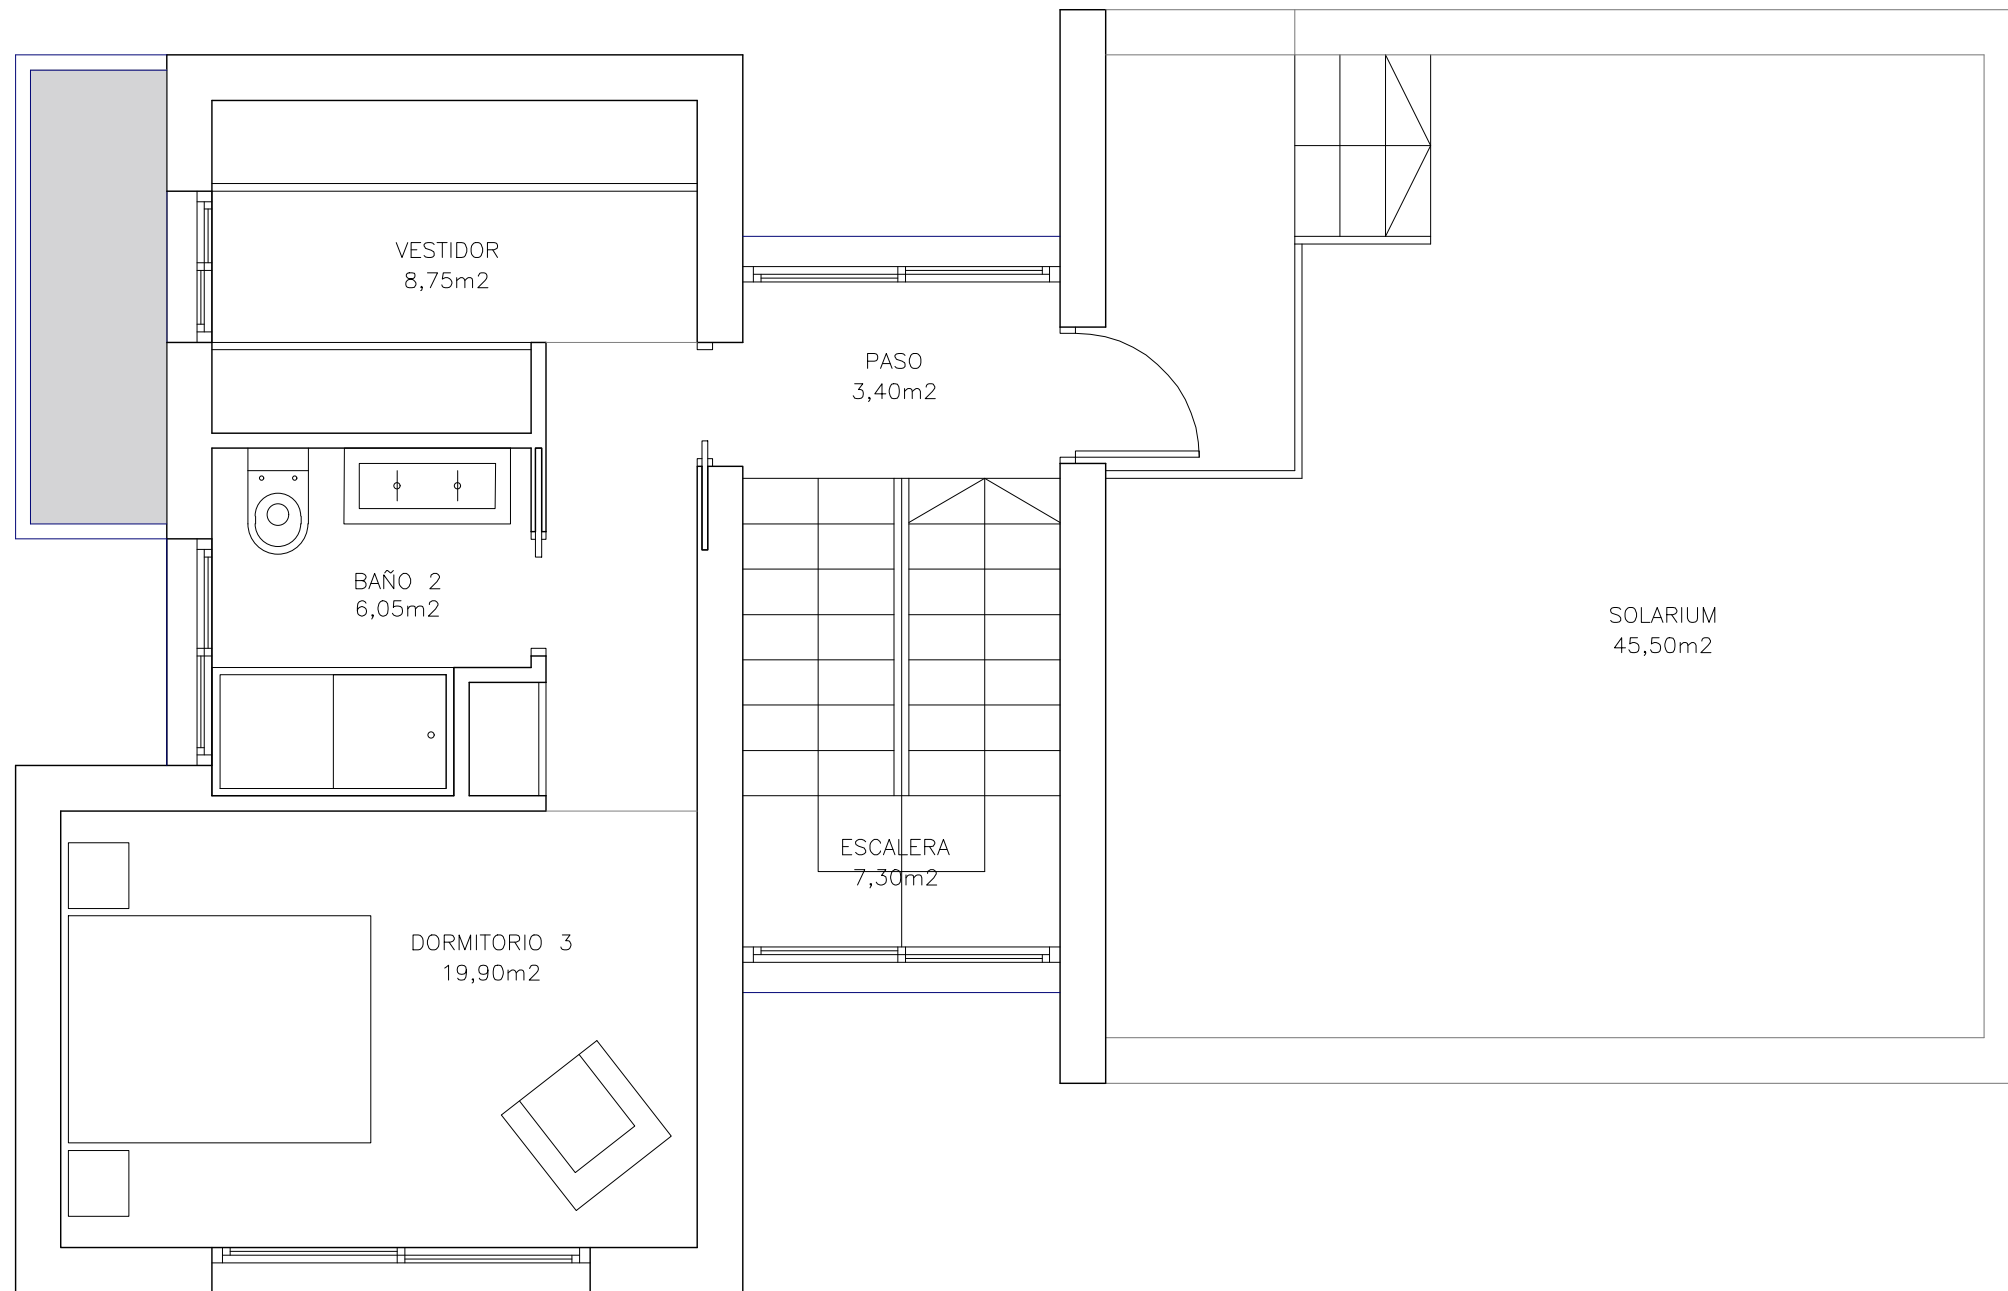 VESTIDOR
8,75m2
PASO
3,40m2
BAÑO 2
6,05m2
SOLARIUM
45,50m2
ESCALERA
7,30m2
DORMITORIO 3
19,90m2